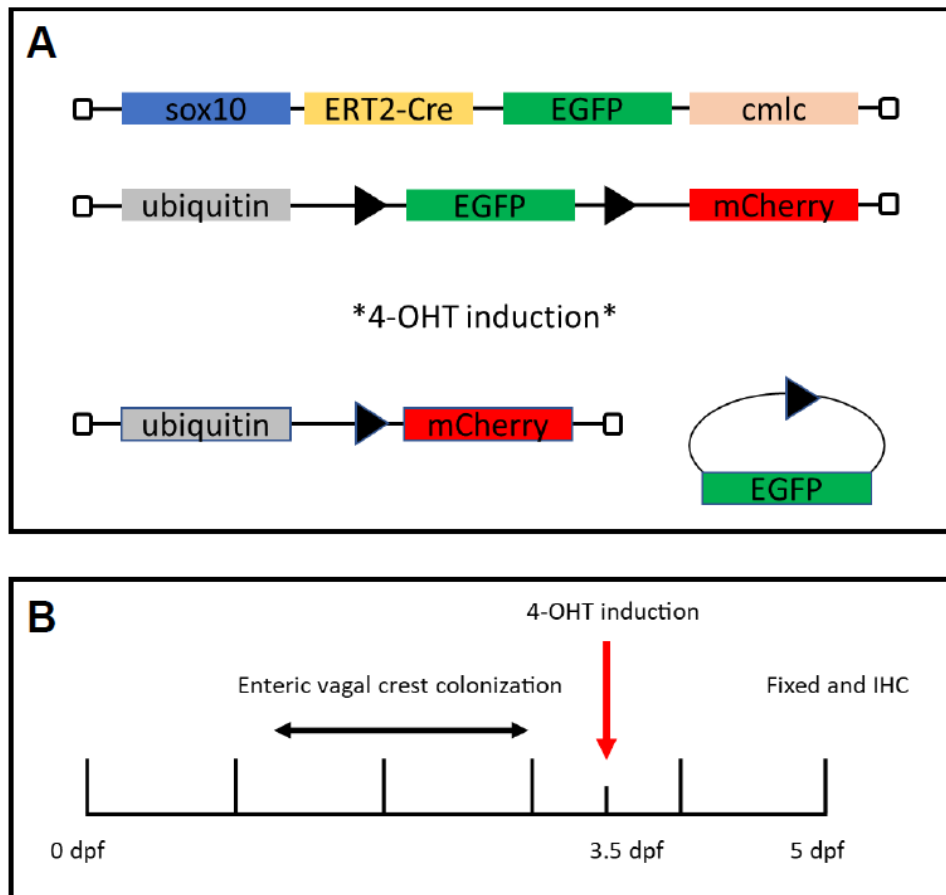 A
sox10 ERT2-Cre EGFP cmlc
ubiquitin EGFP mCherry
*4-OHT induction*
ubiquitin mCherry
EGFP
B
4-OHT induction
Enteric vagal crest colonization Fixed and IHC
0 dpf 3.5 dpf 5 dpf